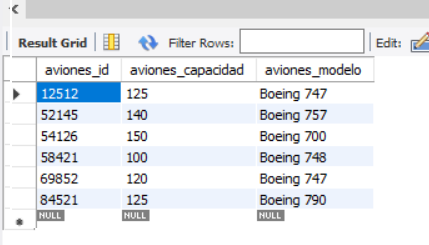 Result Grid Filter Rows: Edit:
aviones_id aviones_capacidad aviones_modelo
12512 125 Boeing 747
52145 140 Boeing 757
54126 150 Boeing 700
58421 100 Boeing 748
69852 120 Boeing 747
84521 125 Boeing 790
NULL NULL NULL